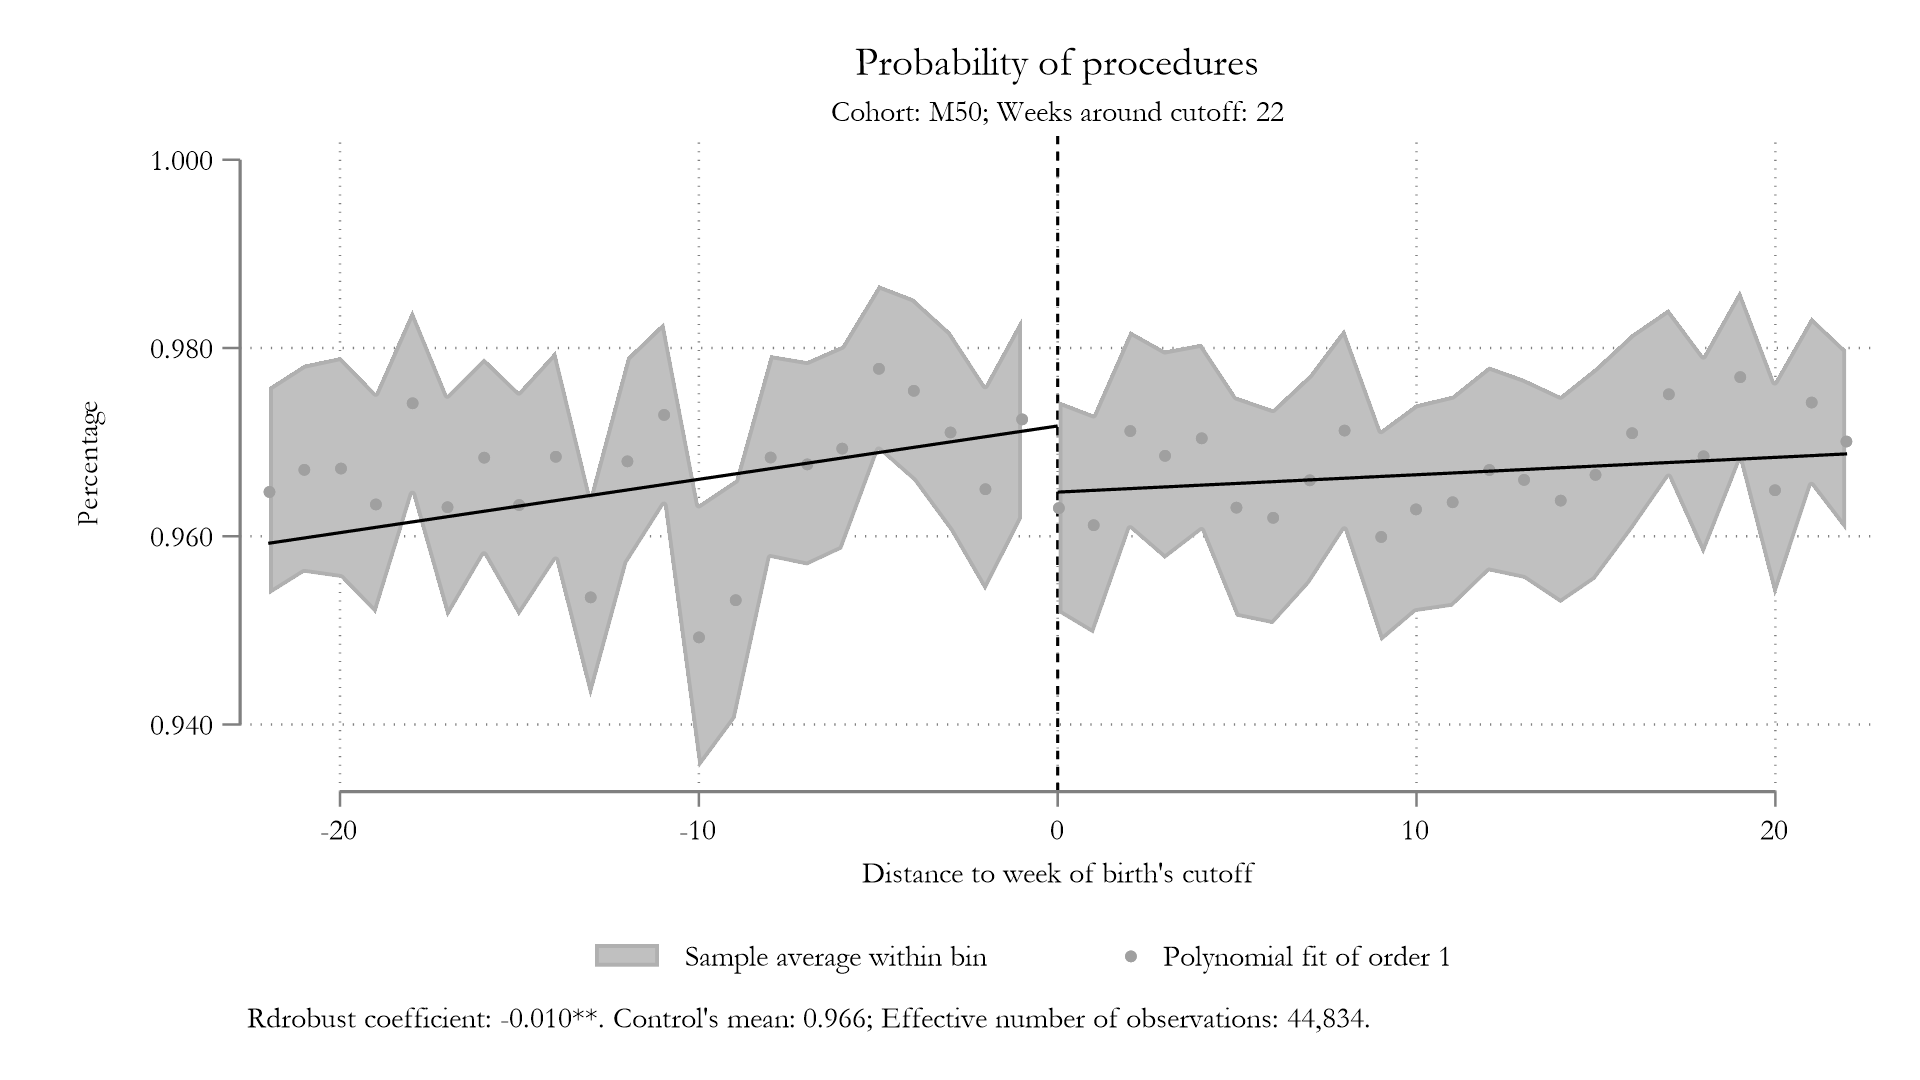 Probability of procedures
Cohort: M50; Weeks around cutoff: 22
1.000
0.980
0.960
0.940
Percentage
-20
-10
0
10
20
Distance to week of birth's cutoff
Sample average within bin
Polynomial fit of order 1
Rdrobust coefficient: -0.010**. Control's mean: 0.966; Effective number of observations: 44,834.